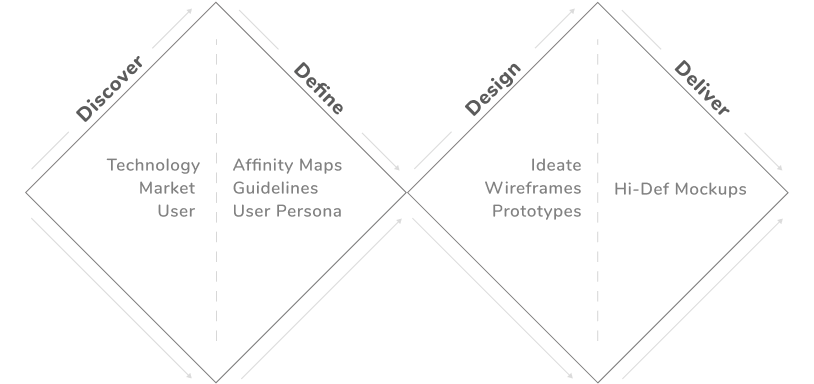 Discover
Define
Design
Deliver
Technology
Market
User
Affinity Maps
Guidelines
User Persona
Ideate
Wireframes
Prototypes
Hi-Def Mockups